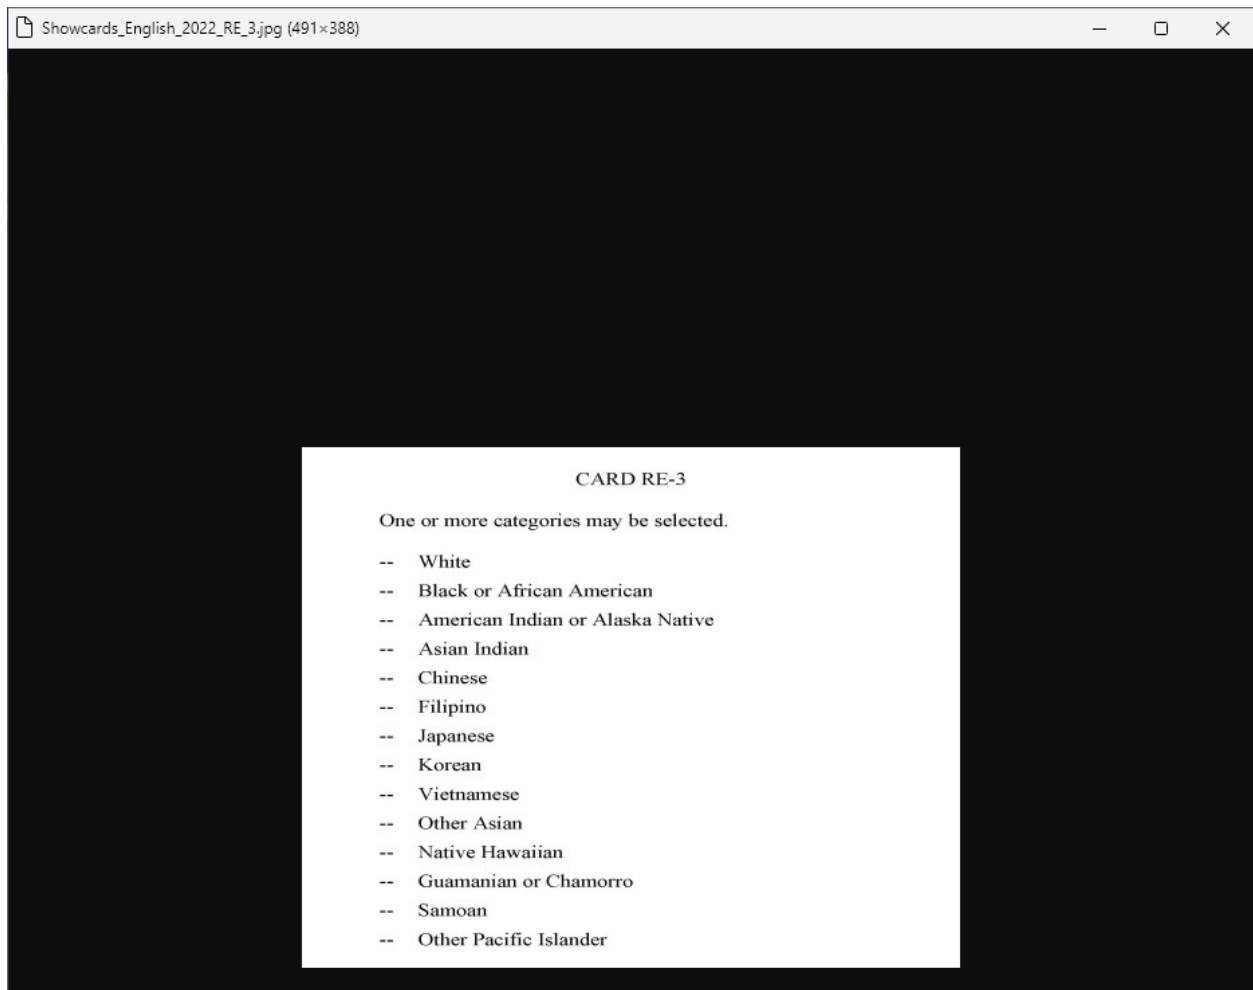 Showcards_English_2022_RE_3.jpg (491×388)
CARD RE-3
One or more categories may be selected.
-- White
-- Black or African American
-- American Indian or Alaska Native
-- Asian Indian
-- Chinese
-- Filipino
-- Japanese
-- Korean
-- Vietnamese
-- Other Asian
-- Native Hawaiian
-- Guamanian or Chamorro
-- Samoan
-- Other Pacific Islander